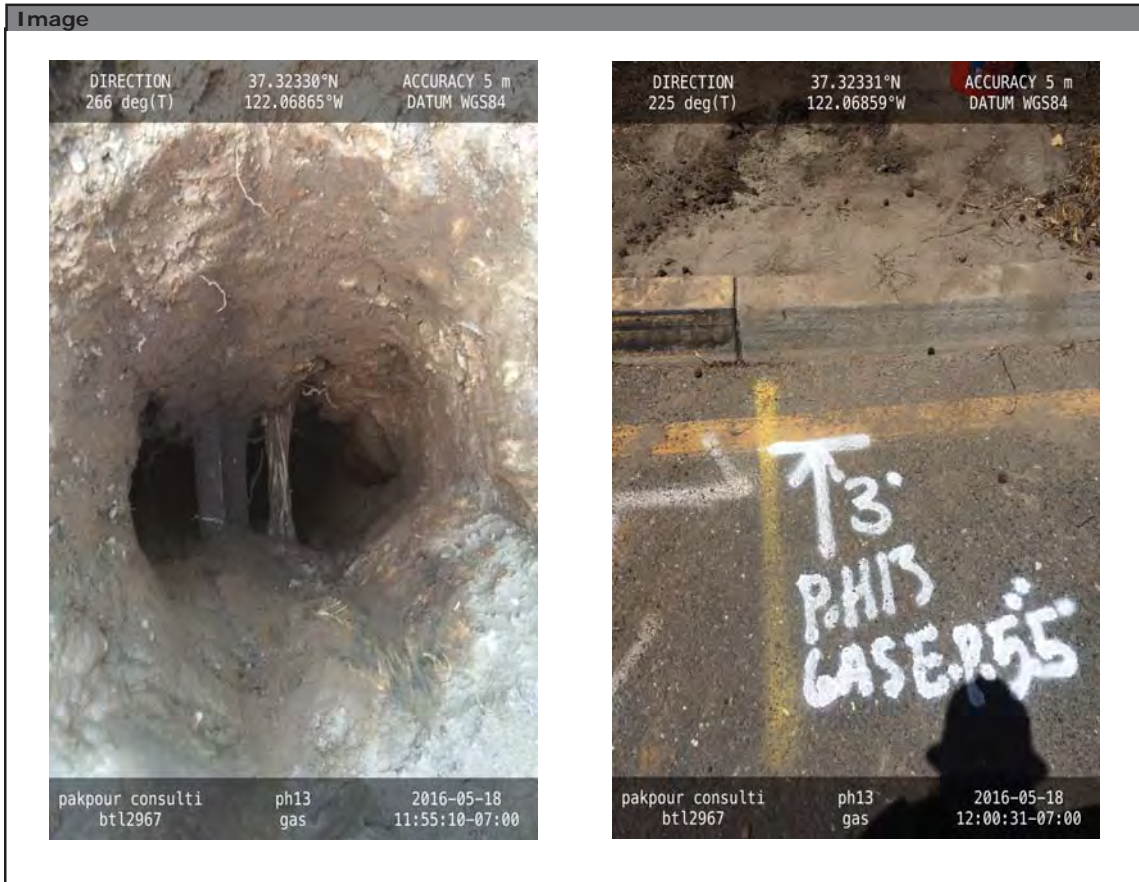 Image
DIRECTION 37.32330°N ACCURACY 5 m
266 deg(T) 122.06865°W DATUM WGS84
pakpour consulti ph13 2016-05-18
btl2967 gas 11:55:10-07:00
DIRECTION 37.32331°N ACCURACY 5 m
225 deg(T) 122.06859°W DATUM WGS84
3'
P.H13
GAS E.P. 55"
pakpour consulti ph13 2016-05-18
btl2967 gas 12:00:31-07:00